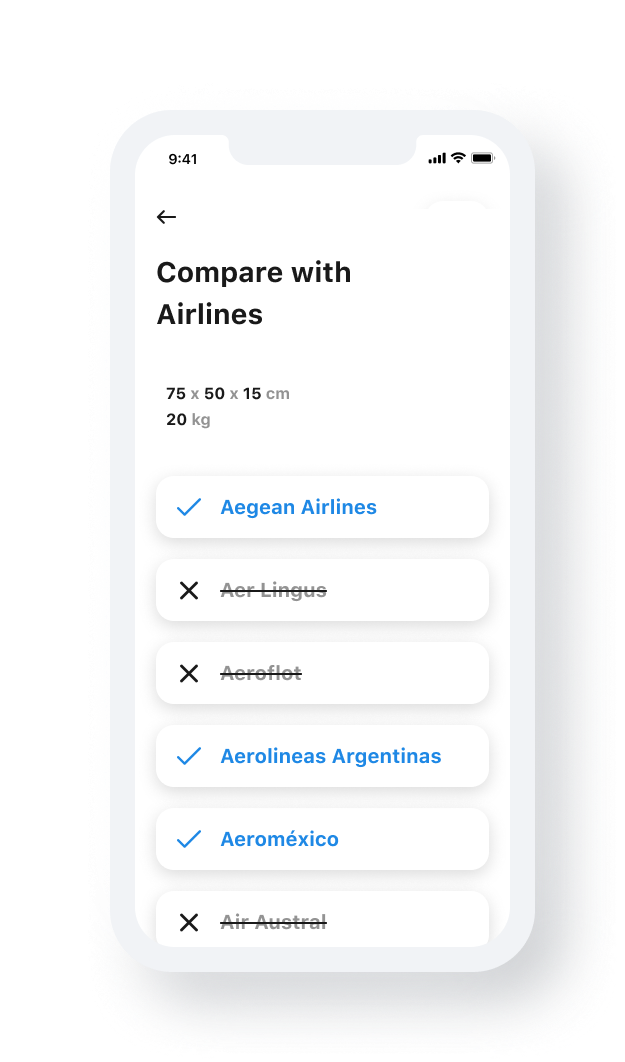 9:41
Compare with
Airlines
75 x 50 x 15 cm
20 kg
Aegean Airlines
Aer Lingus
Aeroflot
Aerolineas Argentinas
Aeroméxico
Air Austral